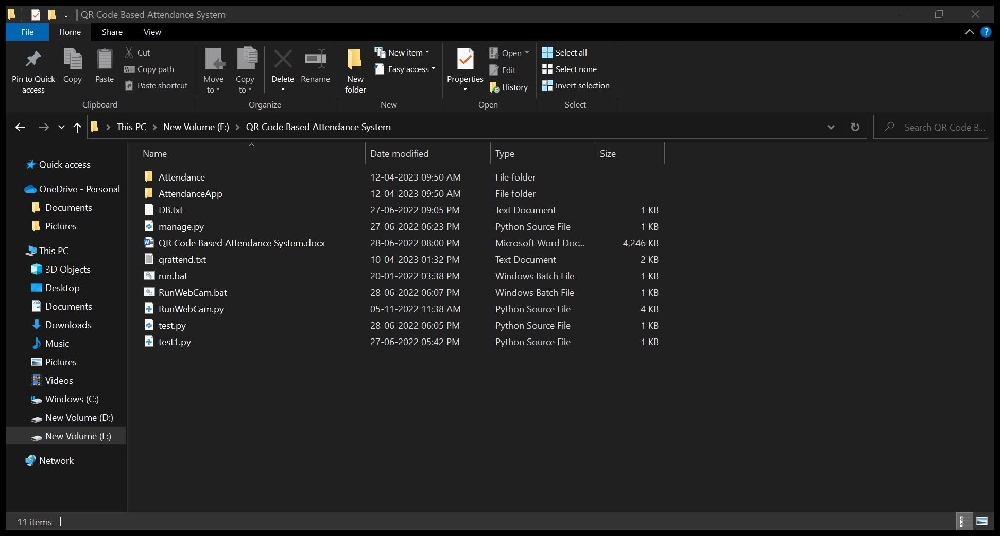 QR Code Based Attendance System
File Home Share View
Pin to Quick access
Copy
Paste
Cut
Copy path
Paste shortcut
Clipboard
Move to
Copy to
Delete
Rename
Organize
New folder
New item
Easy access
New
Properties
Open
Edit
History
Open
Select all
Select none
Invert selection
Select
This PC New Volume (E:) QR Code Based Attendance System
Search QR Code B...
Quick access
OneDrive - Personal
Documents
Pictures
This PC
3D Objects
Desktop
Documents
Downloads
Music
Pictures
Videos
Windows (C:)
New Volume (D:)
New Volume (E:)
Network
Name Date modified Type Size
Attendance 12-04-2023 09:50 AM File folder
AttendanceApp 12-04-2023 09:50 AM File folder
DB.txt 27-06-2022 09:05 PM Text Document 1 KB
manage.py 27-06-2022 06:23 PM Python Source File 1 KB
QR Code Based Attendance System.docx 28-06-2022 08:00 PM Microsoft Word Doc... 4,246 KB
qrattend.txt 10-04-2023 01:32 PM Text Document 2 KB
run.bat 20-01-2022 03:38 PM Windows Batch File 1 KB
RunWebCam.bat 28-06-2022 06:07 PM Windows Batch File 1 KB
RunWebCam.py 05-11-2022 11:38 AM Python Source File 4 KB
test.py 28-06-2022 06:05 PM Python Source File 1 KB
test1.py 27-06-2022 05:42 PM Python Source File 1 KB
11 items